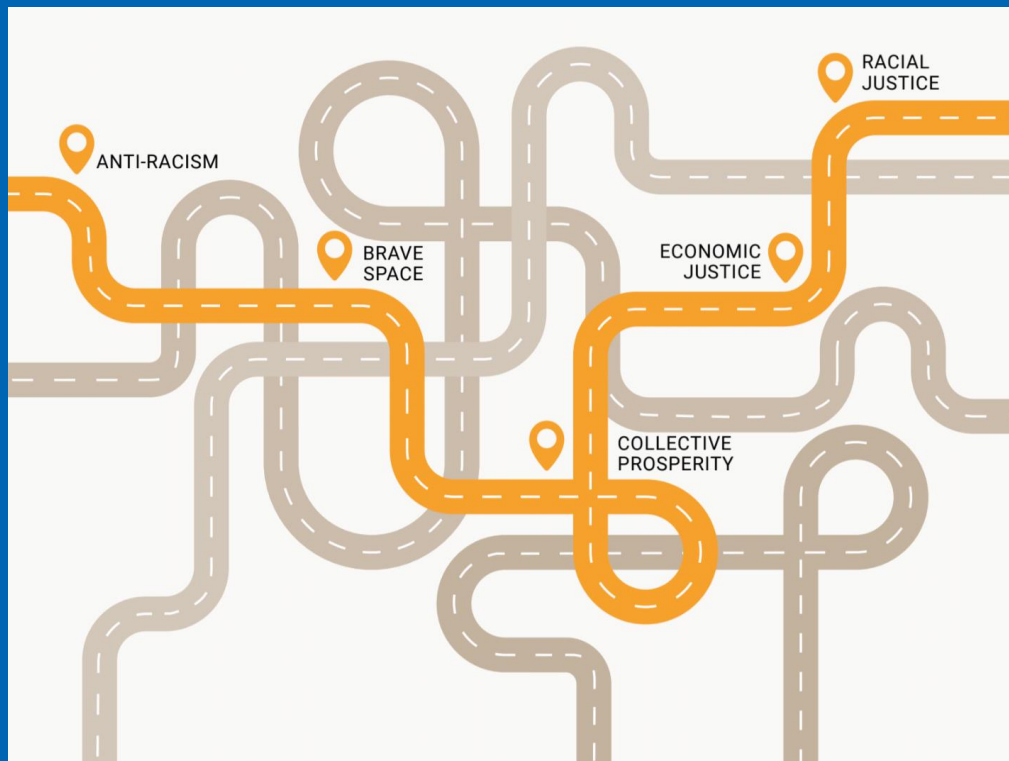 RACIAL
JUSTICE
ANTI-RACISM
BRAVE
SPACE
ECONOMIC
JUSTICE
COLLECTIVE
PROSPERITY